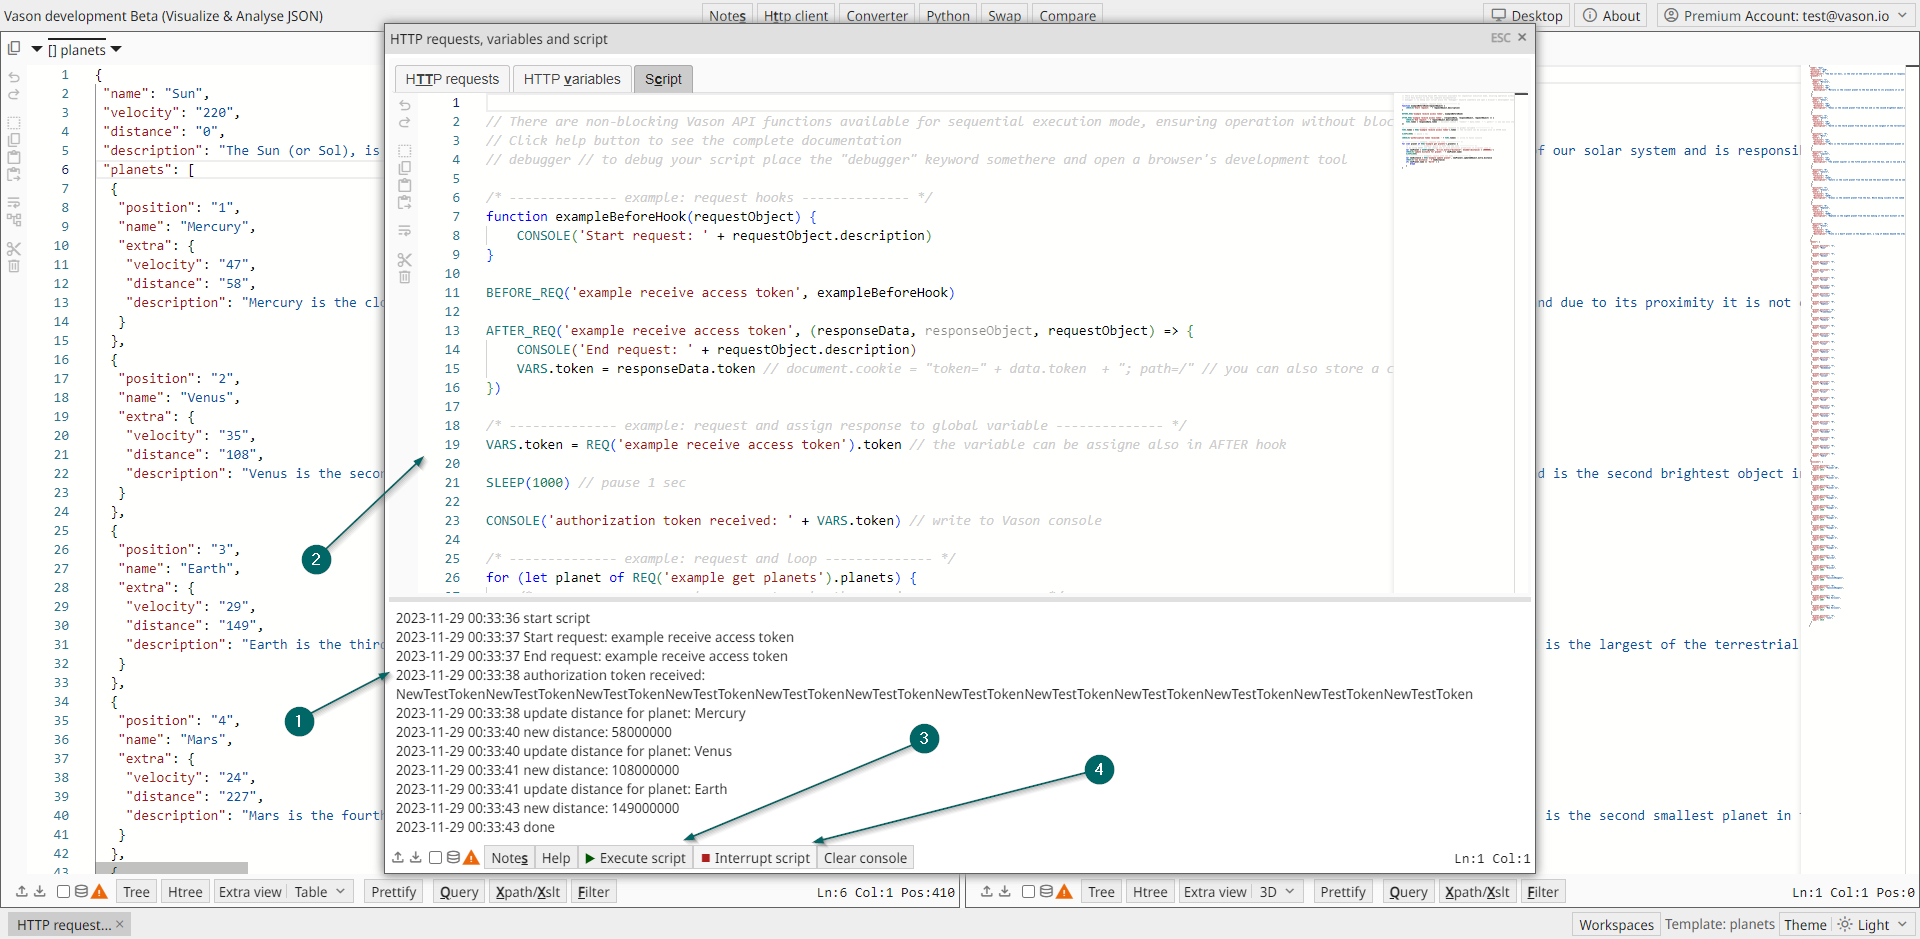 Vason development Beta (Visualize & Analyse JSON)
Notes Http client Converter Python Swap Compare
Desktop About Premium Account: test@vason.io
[] planets
1 {
2 "name": "Sun",
3 "velocity": "220",
4 "distance": "0",
5 "description": "The Sun (or Sol), is
6 "planets": [
7 {
8 "position": "1",
9 "name": "Mercury",
10 "extra": {
11 "velocity": "47",
12 "distance": "58",
13 "description": "Mercury is the clo
14 }
15 },
16 {
17 "position": "2",
18 "name": "Venus",
19 "extra": {
20 "velocity": "35",
21 "distance": "108",
22 "description": "Venus is the secon
23 }
24 },
25 {
26 "position": "3",
27 "name": "Earth",
28 "extra": {
29 "velocity": "29",
30 "distance": "149",
31 "description": "Earth is the thir
32 }
33 },
34 {
35 "position": "4",
36 "name": "Mars",
37 "extra": {
38 "velocity": "24",
39 "distance": "227",
40 "description": "Mars is the fourth
41 }
42 },
43 {
HTTP requests, variables and script ESC ×
HTTP requests HTTP variables Script
1
2 // There are non-blocking Vason API functions available for sequential execution mode, ensuring operation without bloc
3 // Click help button to see the complete documentation
4 // debugger // to debug your script place the "debugger" keyword somethere and open a browser's development tool
5
6 /* -------------- example: request hooks -------------- */
7 function exampleBeforeHook(requestObject) {
8 CONSOLE('Start request: ' + requestObject.description)
9 }
10
11 BEFORE_REQ('example receive access token', exampleBeforeHook)
12
13 AFTER_REQ('example receive access token', (responseData, responseObject, requestObject) => {
14 CONSOLE('End request: ' + requestObject.description)
15 VARS.token = responseData.token // document.cookie = "token=" + data.token  + "; path=/" // you can also store a c
16 })
17
18 /* -------------- example: request and assign response to global variable -------------- */
19 VARS.token = REQ('example receive access token').token // the variable can be assigne also in AFTER hook
20
21 SLEEP(1000) // pause 1 sec
22
23 CONSOLE('authorization token received: ' + VARS.token) // write to Vason console
24
25 /* -------------- example: request and loop -------------- */
26 for (let planet of REQ('example get planets').planets) {
2023-11-29 00:33:36 start script
2023-11-29 00:33:37 Start request: example receive access token
2023-11-29 00:33:37 End request: example receive access token
2023-11-29 00:33:38 authorization token received:
NewTestTokenNewTestTokenNewTestTokenNewTestTokenNewTestTokenNewTestTokenNewTestTokenNewTestTokenNewTestTokenNewTestTokenNewTestTokenNewTestToken
2023-11-29 00:33:38 update distance for planet: Mercury
2023-11-29 00:33:40 new distance: 58000000
2023-11-29 00:33:40 update distance for planet: Venus
2023-11-29 00:33:41 new distance: 108000000
2023-11-29 00:33:41 update distance for planet: Earth
2023-11-29 00:33:43 new distance: 149000000
2023-11-29 00:33:43 done
Notes Help Execute script Interrupt script Clear console Ln:1 Col:1
1
2
3
4
f our solar system and is responsi
nd due to its proximity it is not
d is the second brightest object i
is the largest of the terrestrial
is the second smallest planet in
Tree Htree Extra view Table Prettify Query Xpath/Xslt Filter Ln:6 Col:1 Pos:410
Tree Htree Extra view 3D Prettify Query Xpath/Xslt Filter Ln:1 Col:1 Pos:0
HTTP request... ×
Workspaces Template: planets Theme Light